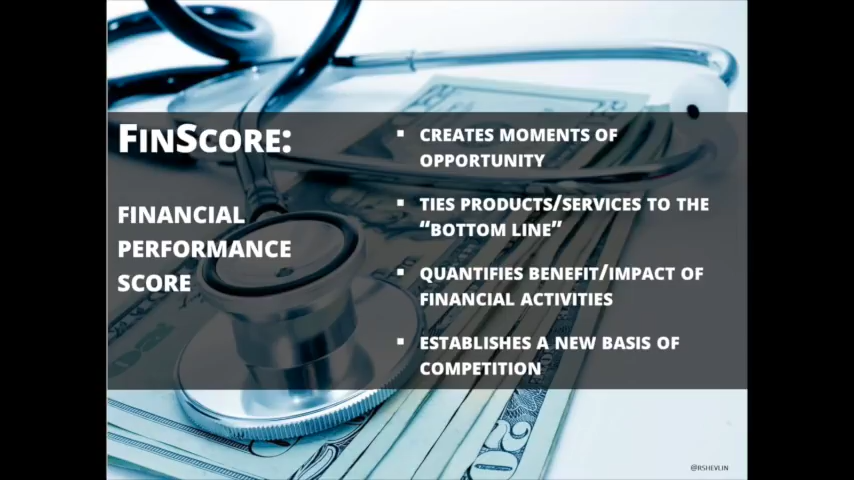 FINSCORE:
FINANCIAL
PERFORMANCE
SCORE
▪ CREATES MOMENTS OF
OPPORTUNITY
▪ TIES PRODUCTS/SERVICES TO THE
“BOTTOM LINE”
▪ QUANTIFIES BENEFIT/IMPACT OF
FINANCIAL ACTIVITIES
▪ ESTABLISHES A NEW BASIS OF
COMPETITION
@RSHEVLIN